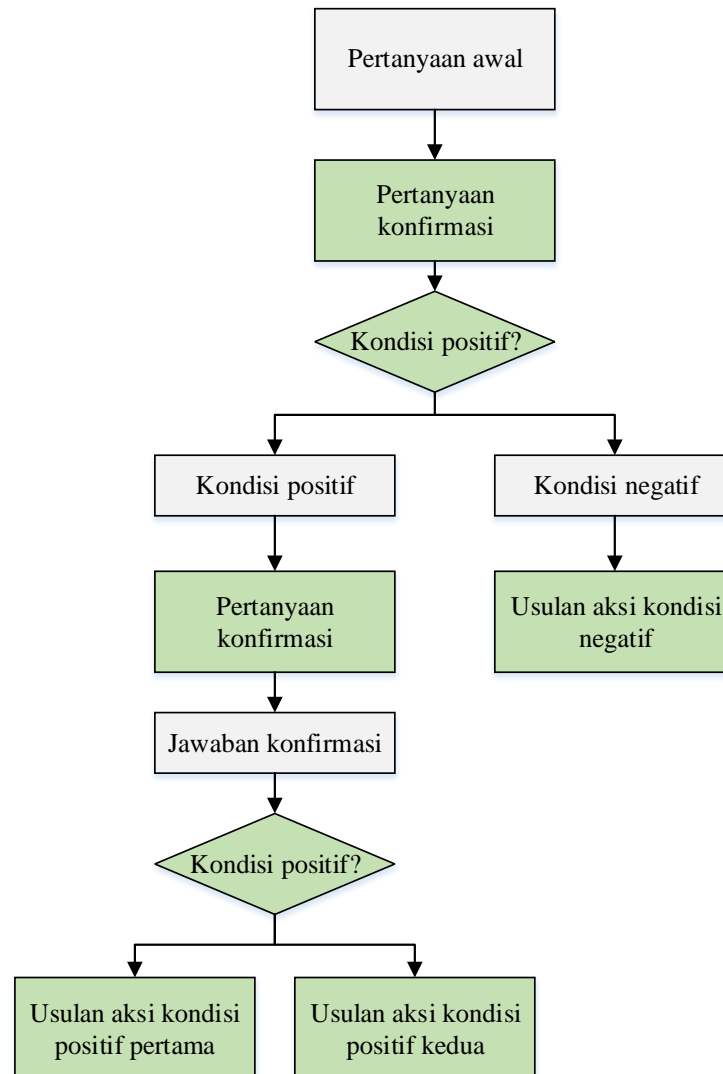 Pertanyaan awal
Pertanyaan
konfirmasi
Kondisi positif?
Kondisi positif
Kondisi negatif
Pertanyaan
konfirmasi
Usulan aksi kondisi
negatif
Jawaban konfirmasi
Kondisi positif?
Usulan aksi kondisi
positif pertama
Usulan aksi kondisi
positif kedua